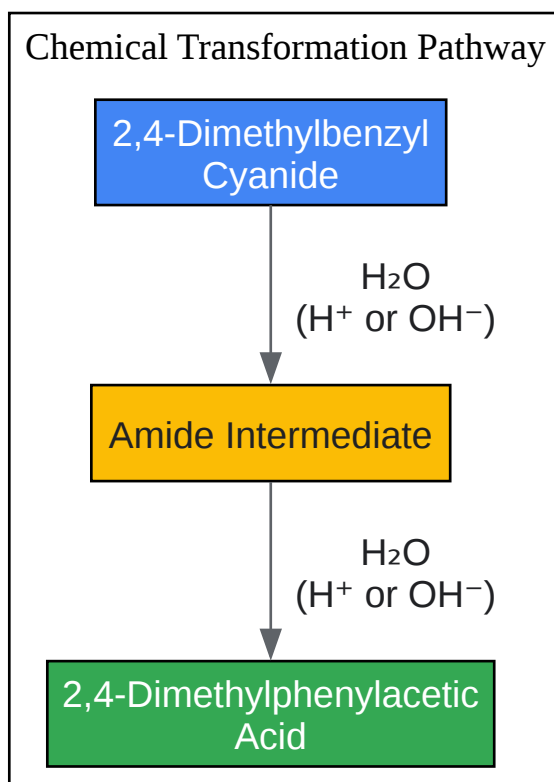 Chemical Transformation Pathway
2,4-Dimethylbenzyl
Cyanide
H₂O
(H⁺ or OH⁻)
Amide Intermediate
H₂O
(H⁺ or OH⁻)
2,4-Dimethylphenylacetic
Acid